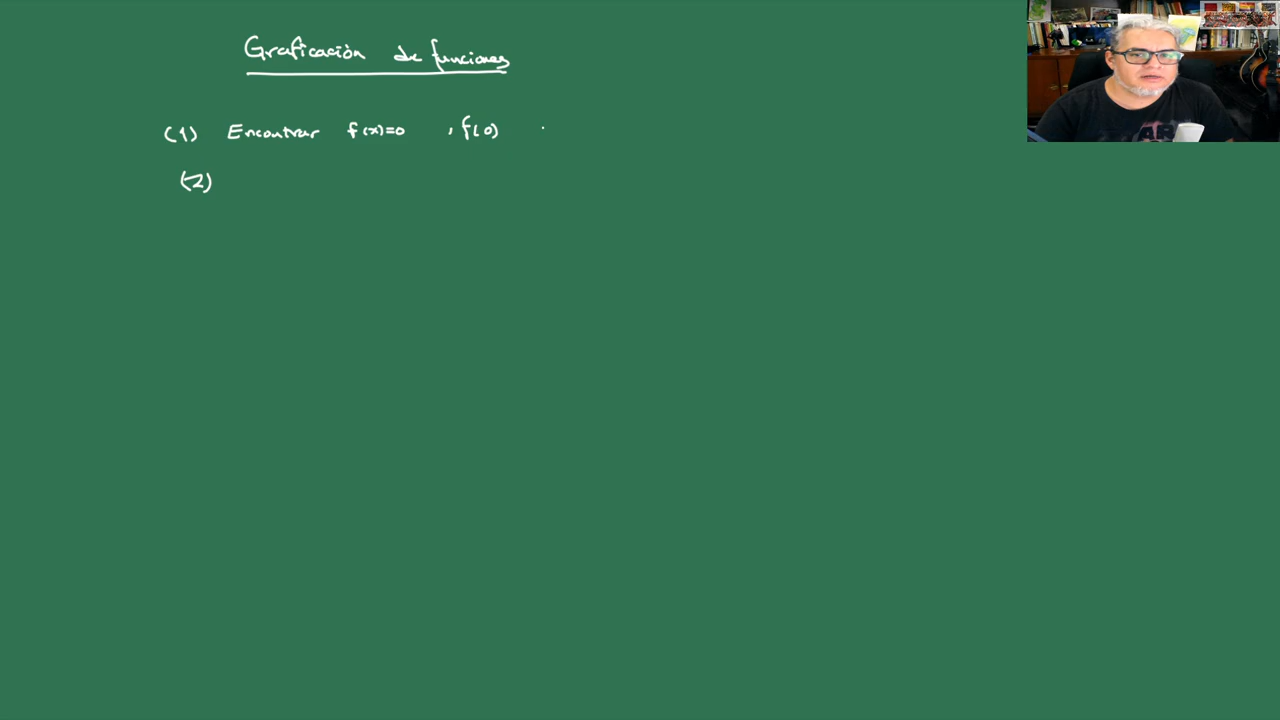 Graficación de funciones
(1) Encontrar f(x)=0 , f(0)
(2)